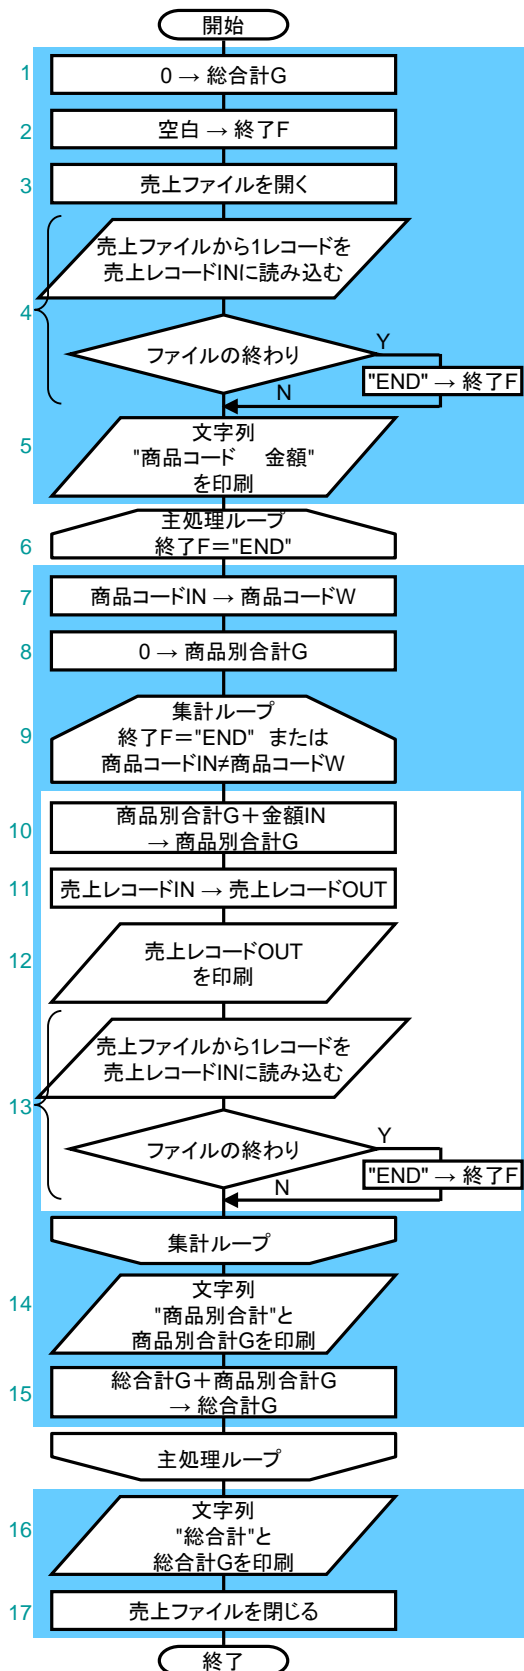 開始
1
0 → 総合計G
2
空白 → 終了F
3
売上ファイルを開く
4
売上ファイルから1レコードを
売上レコードINに読み込む
ファイルの終わり
Y
"END" → 終了F
N
5
文字列
"商品コード　金額"
を印刷
6
主処理ループ
終了F＝"END"
7
商品コードIN → 商品コードW
8
0 → 商品別合計G
9
集計ループ
終了F＝"END" または
商品コードIN≠商品コードW
10
商品別合計G＋金額IN
→ 商品別合計G
11
売上レコードIN → 売上レコードOUT
12
売上レコードOUT
を印刷
13
売上ファイルから1レコードを
売上レコードINに読み込む
ファイルの終わり
Y
"END" → 終了F
N
集計ループ
14
文字列
"商品別合計"と
商品別合計Gを印刷
15
総合計G＋商品別合計G
→ 総合計G
主処理ループ
16
文字列
"総合計"と
総合計Gを印刷
17
売上ファイルを閉じる
終了